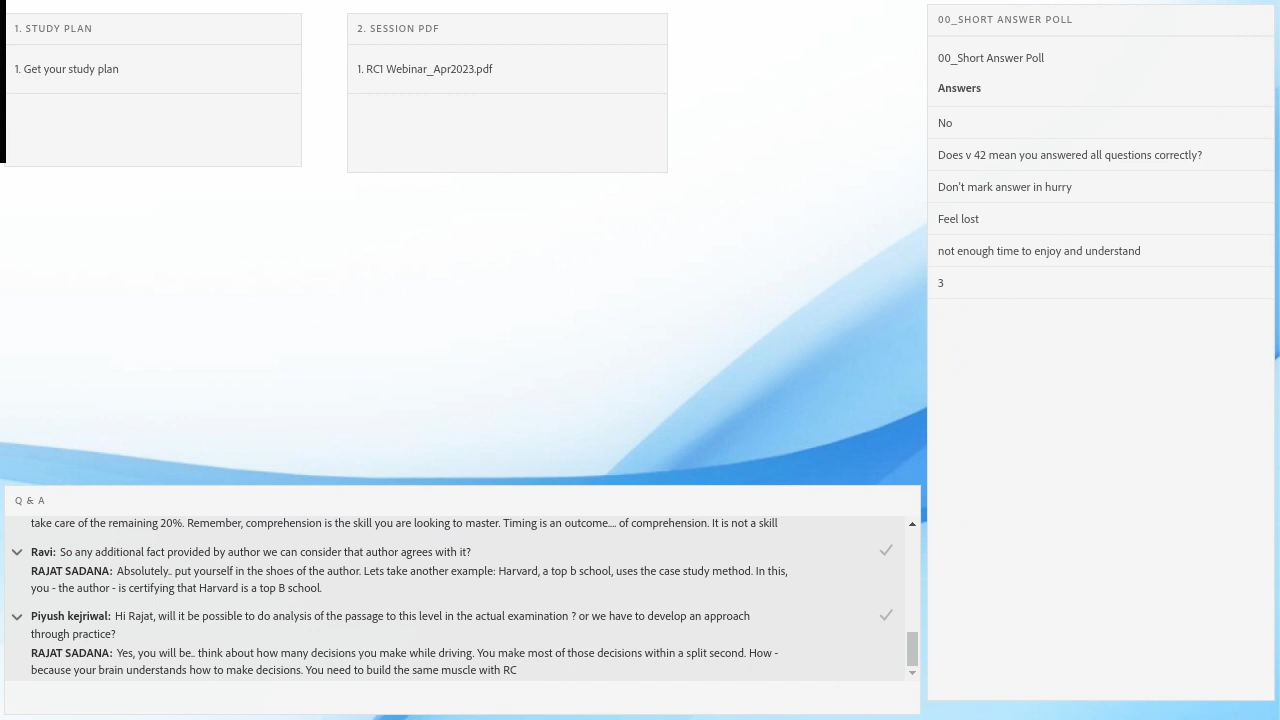 1. STUDY PLAN
1. Get your study plan
2. SESSION PDF
1. RC1 Webinar_Apr2023.pdf
00_SHORT ANSWER POLL
00_Short Answer Poll
Answers
No
Does v 42 mean you answered all questions correctly?
Don't mark answer in hurry
Feel lost
not enough time to enjoy and understand
3
Q & A
take care of the remaining 20%. Remember, comprehension is the skill you are looking to master. Timing is an outcome.... of comprehension. It is not a skill
Ravi: So any additional fact provided by author we can consider that author agrees with it?
RAJAT SADANA: Absolutely.. put yourself in the shoes of the author. Lets take another example: Harvard, a top b school, uses the case study method. In this,
you - the author - is certifying that Harvard is a top B school.
Piyush kejriwal: Hi Rajat, will it be possible to do analysis of the passage to this level in the actual examination ? or we have to develop an approach
through practice?
RAJAT SADANA: Yes, you will be.. think about how many decisions you make while driving. You make most of those decisions within a split second. How -
because your brain understands how to make decisions. You need to build the same muscle with RC